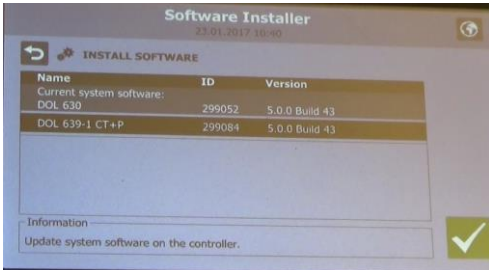 Software Installer
23.01.2017 10:40
INSTALL SOFTWARE
Name ID Version
Current system software:
DOL 630 299052 5.0.0 Build 43
DOL 639-1 CT+P 299084 5.0.0 Build 43
Information
Update system software on the controller.